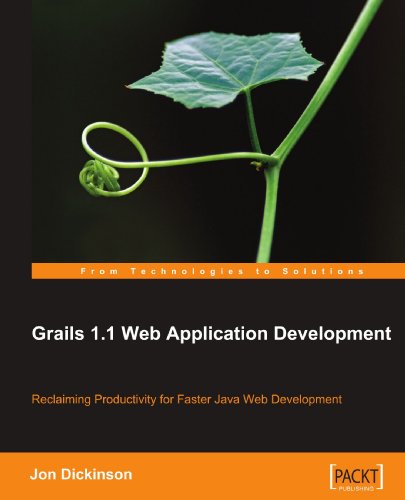 From Technologies to Solutions
Grails 1.1 Web Application Development
Reclaiming Productivity for Faster Java Web Development
Jon Dickinson
PACKT
PUBLISHING